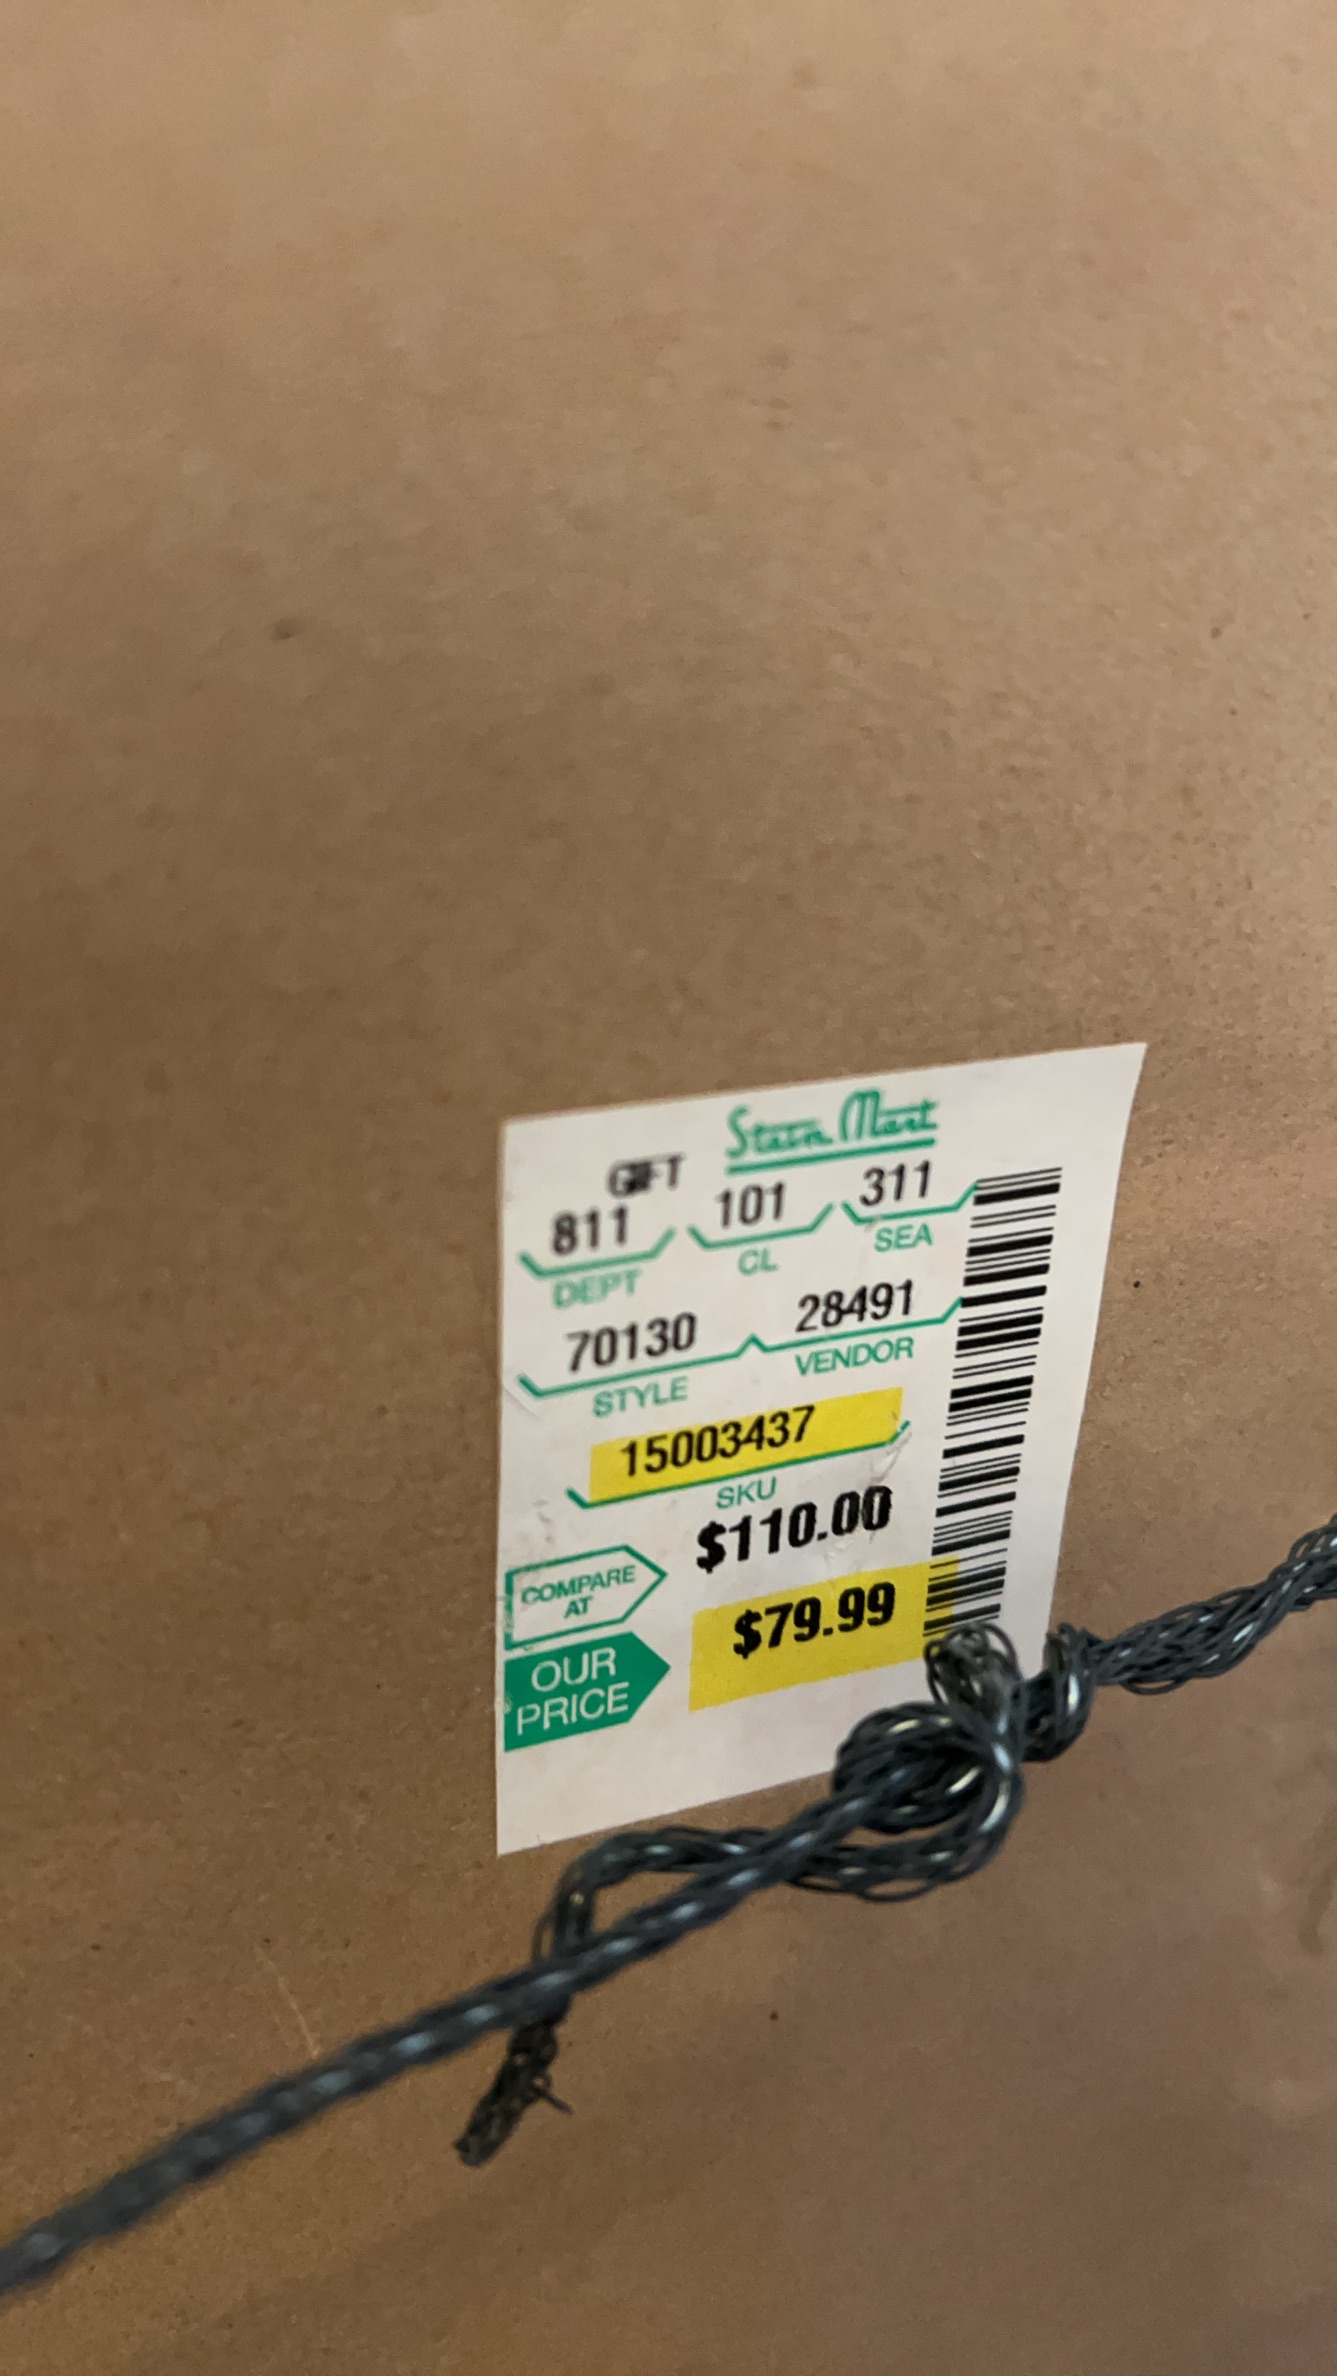 Stein Mart
GIFT
811 101 311
DEPT CL SEA
70130 28491
STYLE VENDOR
15003437
SKU
COMPARE AT $110.00
OUR PRICE $79.99